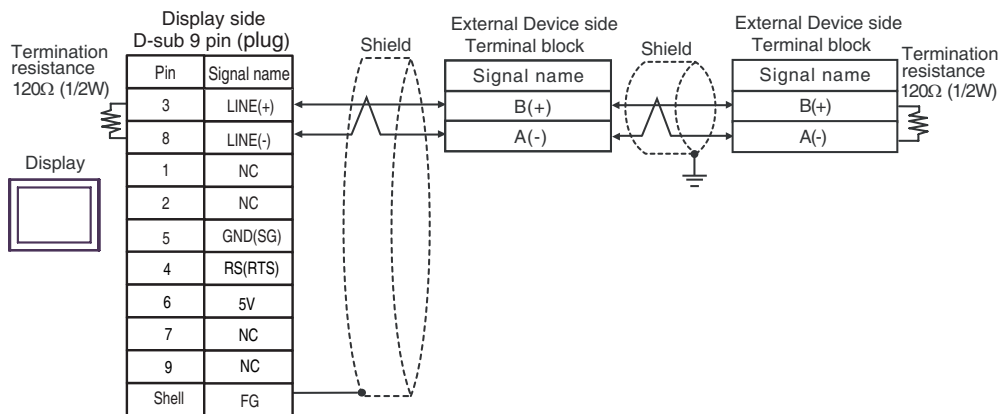 Display side
D-sub 9 pin (plug)
Termination
resistance
120Ω (1/2W)
Pin Signal name
3 LINE(+)
8 LINE(-)
1 NC
2 NC
5 GND(SG)
4 RS(RTS)
6 5V
7 NC
9 NC
Shell FG
Display
Shield
External Device side
Terminal block
Signal name
B(+)
A(-)
Shield
External Device side
Terminal block
Signal name
B(+)
A(-)
Termination
resistance
120Ω (1/2W)